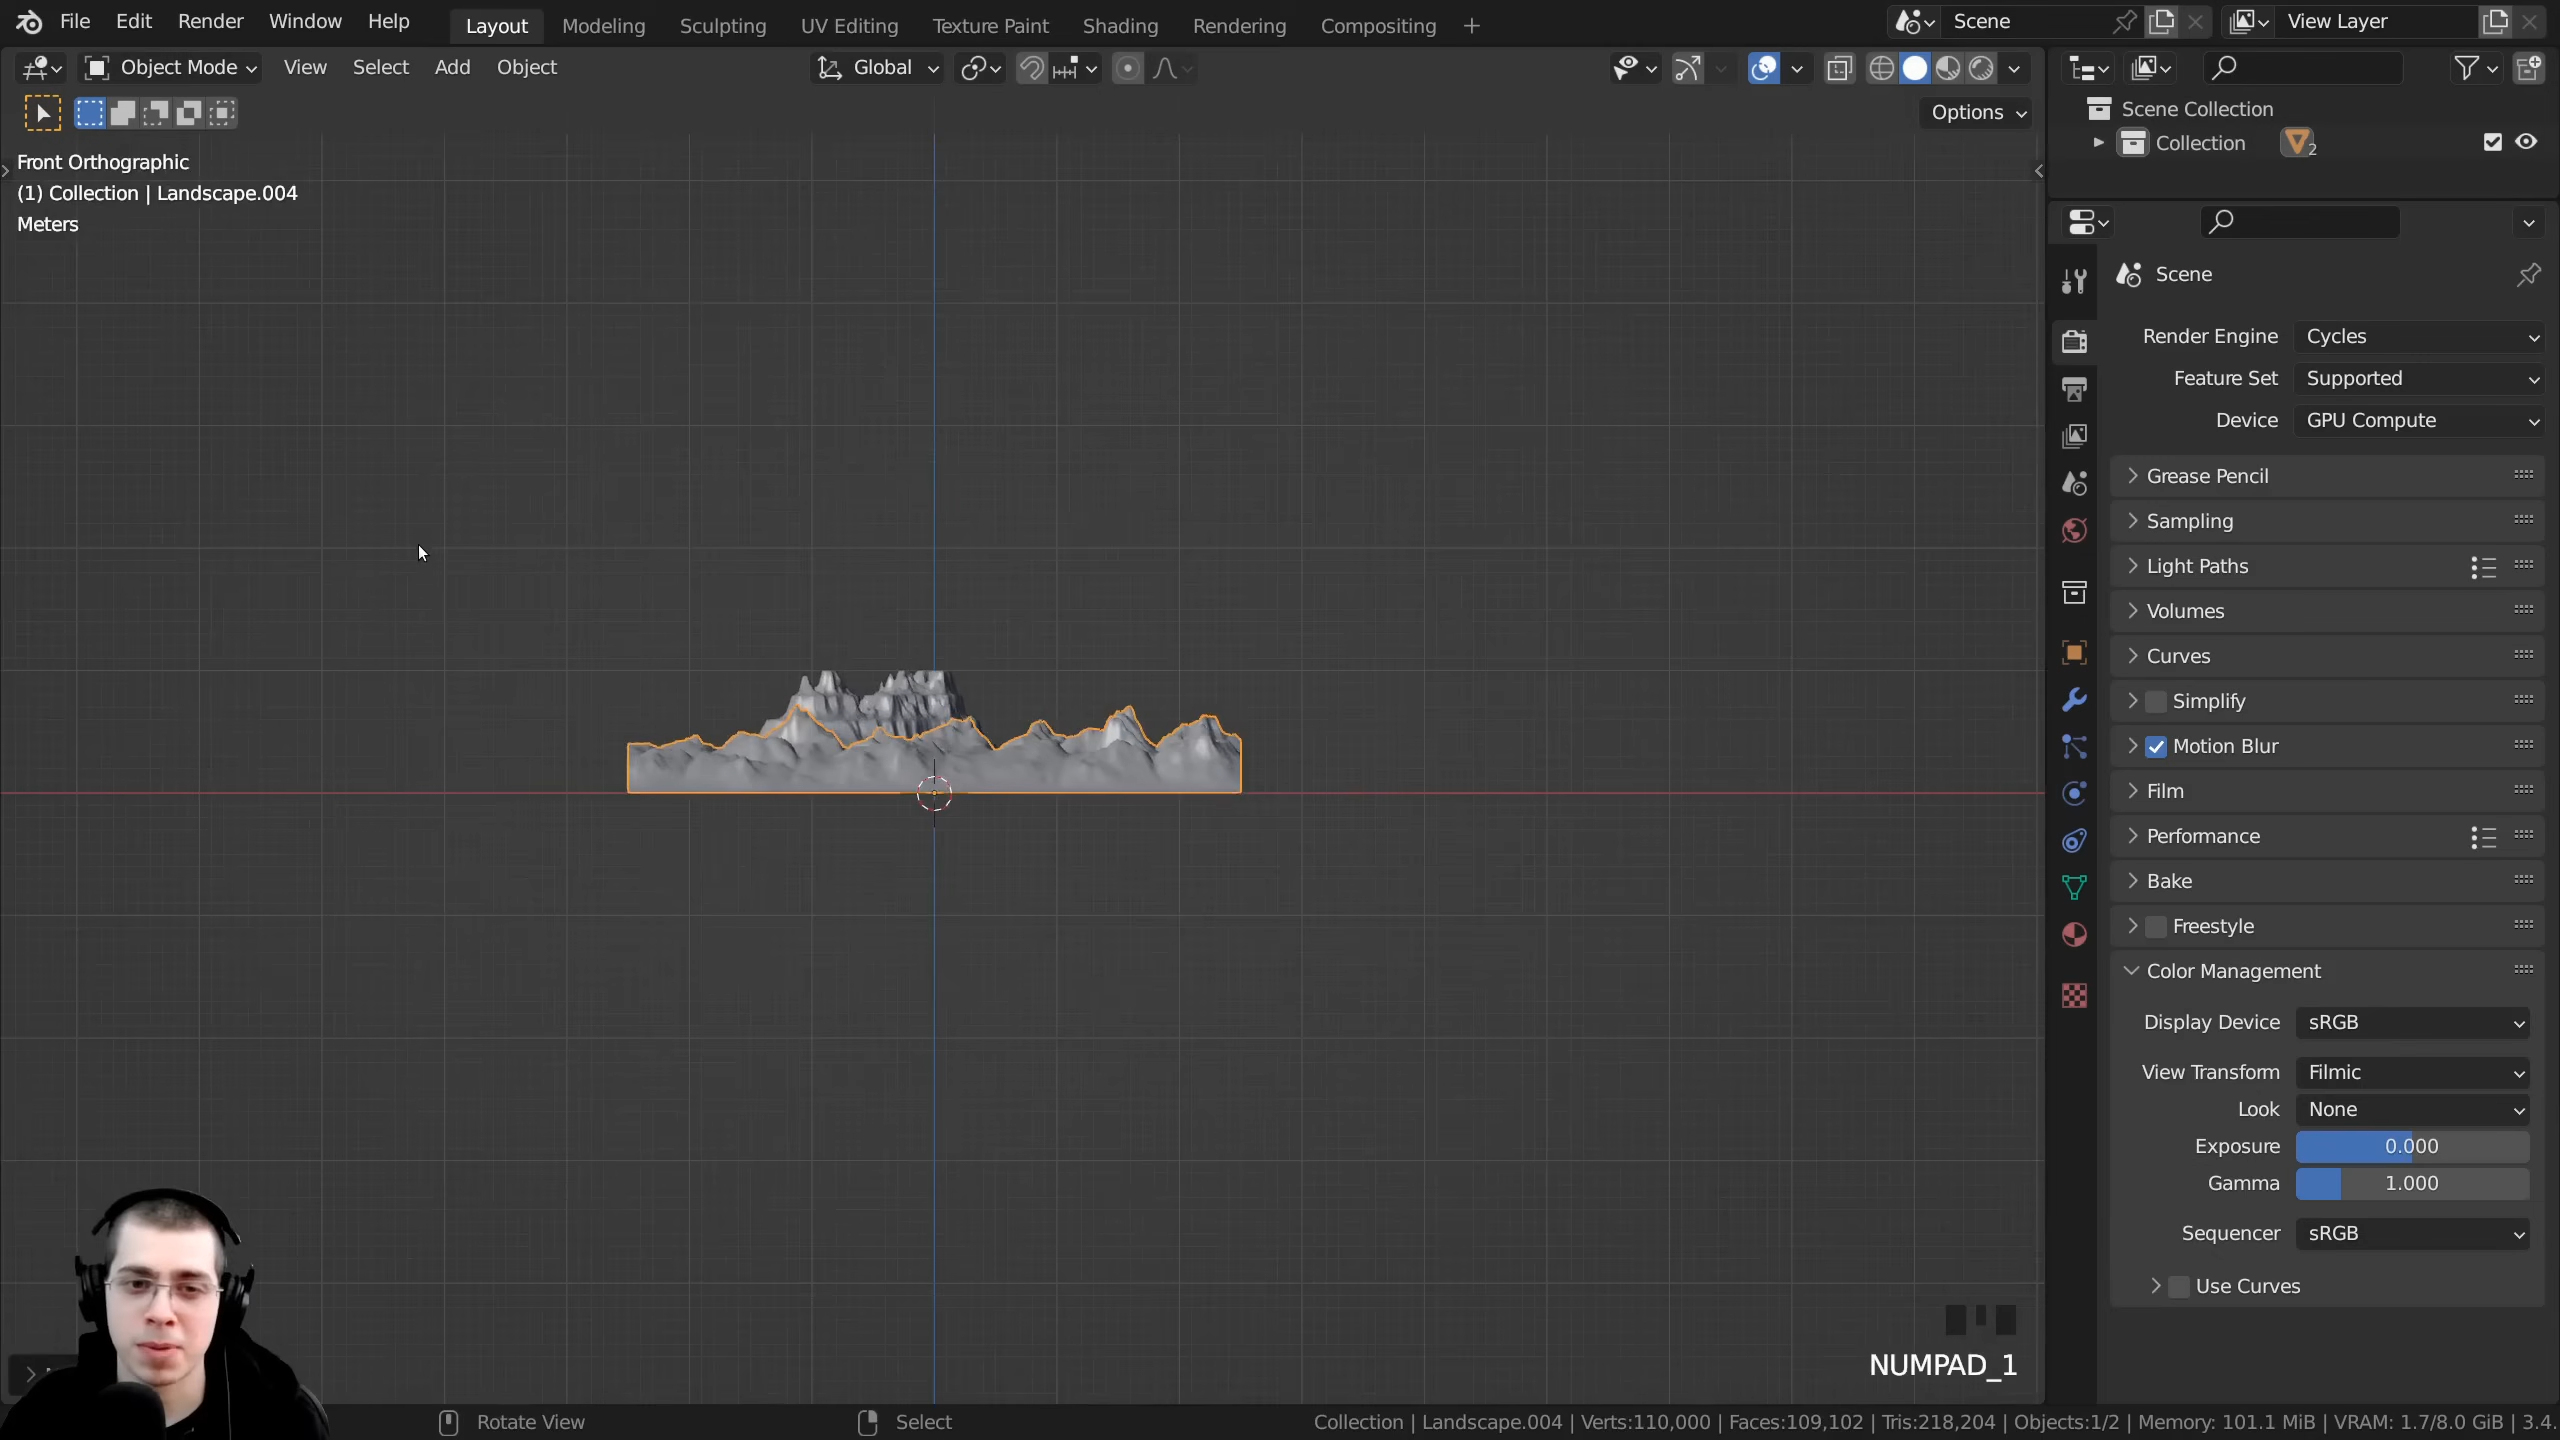 File Edit Render Window Help Layout Modeling Sculpting UV Editing Texture Paint Shading Rendering Compositing + Scene View Layer
Object Mode View Select Add Object Global
Options
Front Orthographic
(1) Collection | Landscape.004
Meters
Scene Collection
Collection 2
Scene
Render Engine Cycles
Feature Set Supported
Device GPU Compute
Grease Pencil
Sampling
Light Paths
Volumes
Curves
Simplify
Motion Blur
Film
Performance
Bake
Freestyle
Color Management
Display Device sRGB
View Transform Filmic
Look None
Exposure 0.000
Gamma 1.000
Sequencer sRGB
Use Curves
NUMPAD_1
Rotate View Select Collection | Landscape.004 | Verts:110,000 | Faces:109,102 | Tris:218,204 | Objects:1/2 | Memory: 101.1 MiB | VRAM: 1.7/8.0 GiB | 3.4.